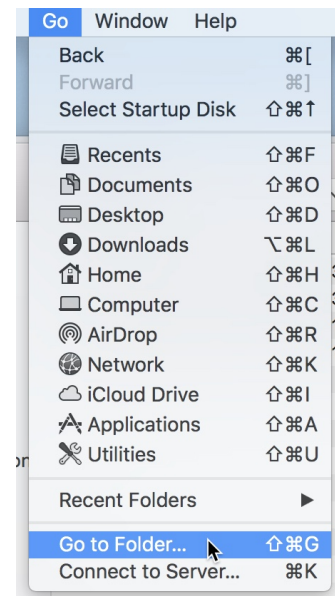 Go Window Help
Back ⌘[
Forward ⌘]
Select Startup Disk ⇧⌘↑
Recents ⇧⌘F
Documents ⇧⌘O
Desktop ⇧⌘D
Downloads ⌥⌘L
Home ⇧⌘H
Computer ⇧⌘C
AirDrop ⇧⌘R
Network ⇧⌘K
iCloud Drive ⇧⌘I
Applications ⇧⌘A
Utilities ⇧⌘U
Recent Folders ▶
Go to Folder... ⇧⌘G
Connect to Server... ⌘K